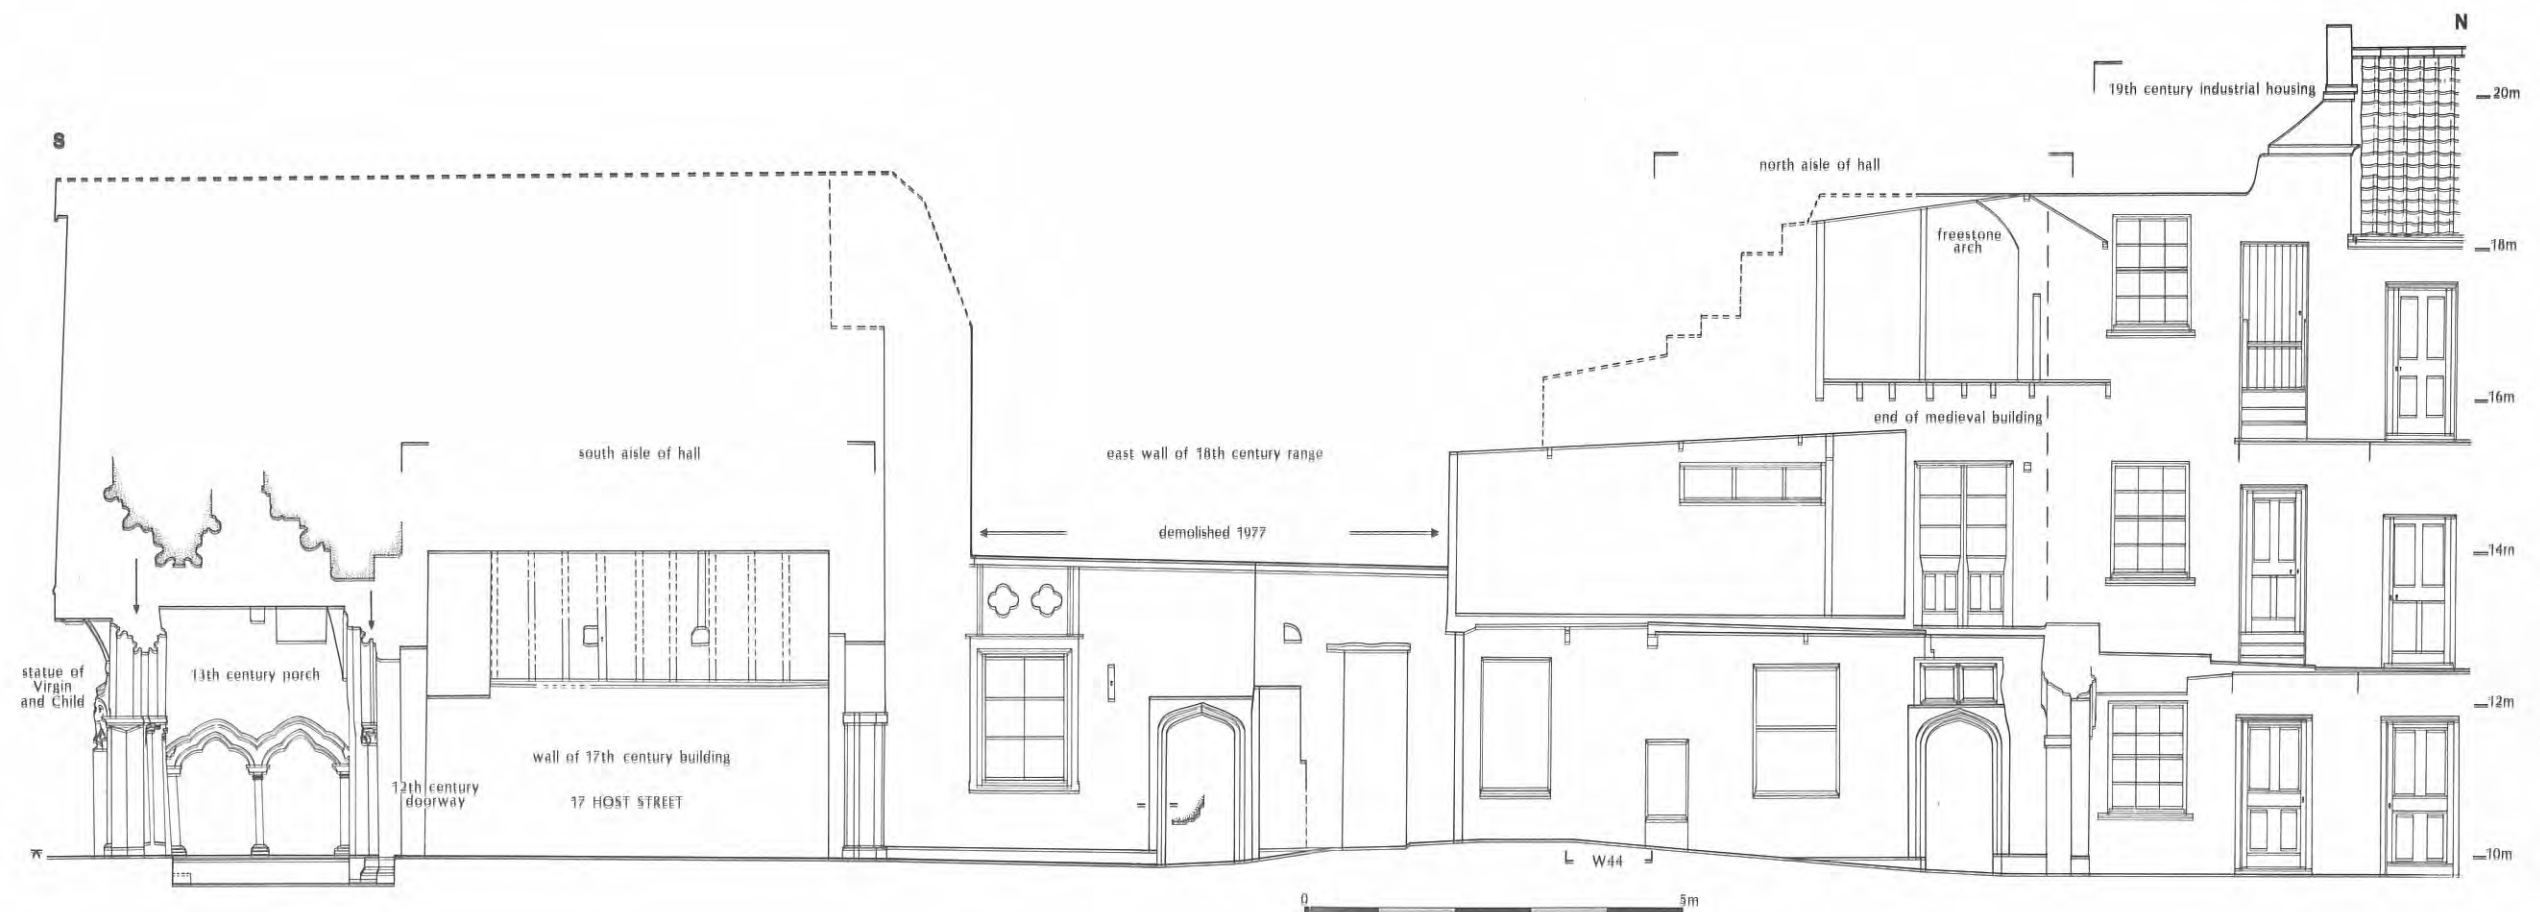 N
19th century industrial housing
20m
S
north aisle of hall
freestone
arch
18m
16m
end of medieval building
south aisle of hall
east wall of 18th century range
demolished 1977
14m
statue of
Virgin
and Child
13th century porch
12m
wall of 17th century building
12th century
doorway
17 HOST STREET
10m
W44
0
5m